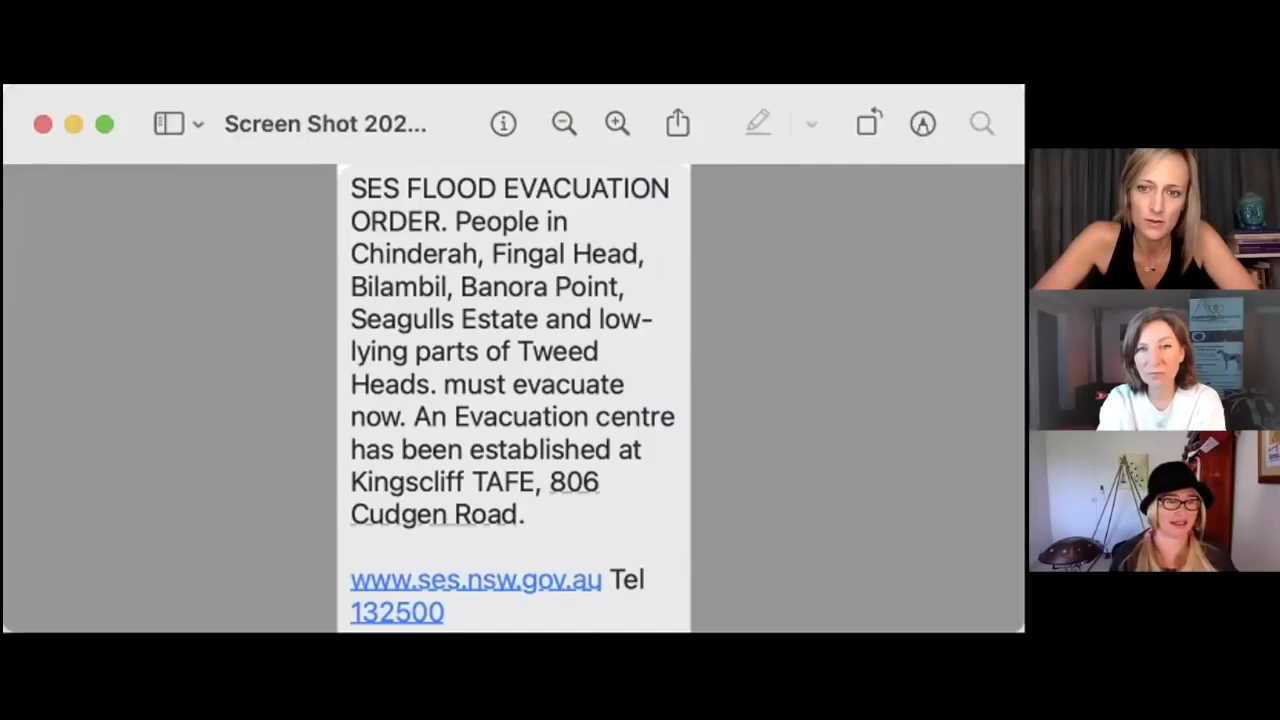 Screen Shot 202...
SES FLOOD EVACUATION
ORDER. People in
Chinderah, Fingal Head,
Bilambil, Banora Point,
Seagulls Estate and low-
lying parts of Tweed
Heads. must evacuate
now. An Evacuation centre
has been established at
Kingscliff TAFE, 806
Cudgen Road.
www.ses.nsw.gov.au Tel
132500